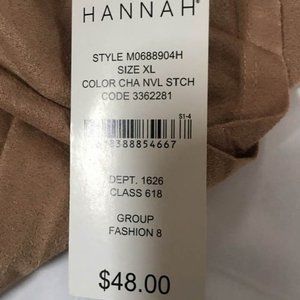 HANNAH®
STYLE M0688904H
SIZE XL
COLOR CHA NVL STCH
CODE 3362281
S1-4
8388854667
DEPT. 1626
CLASS 618
GROUP
FASHION 8
$48.00